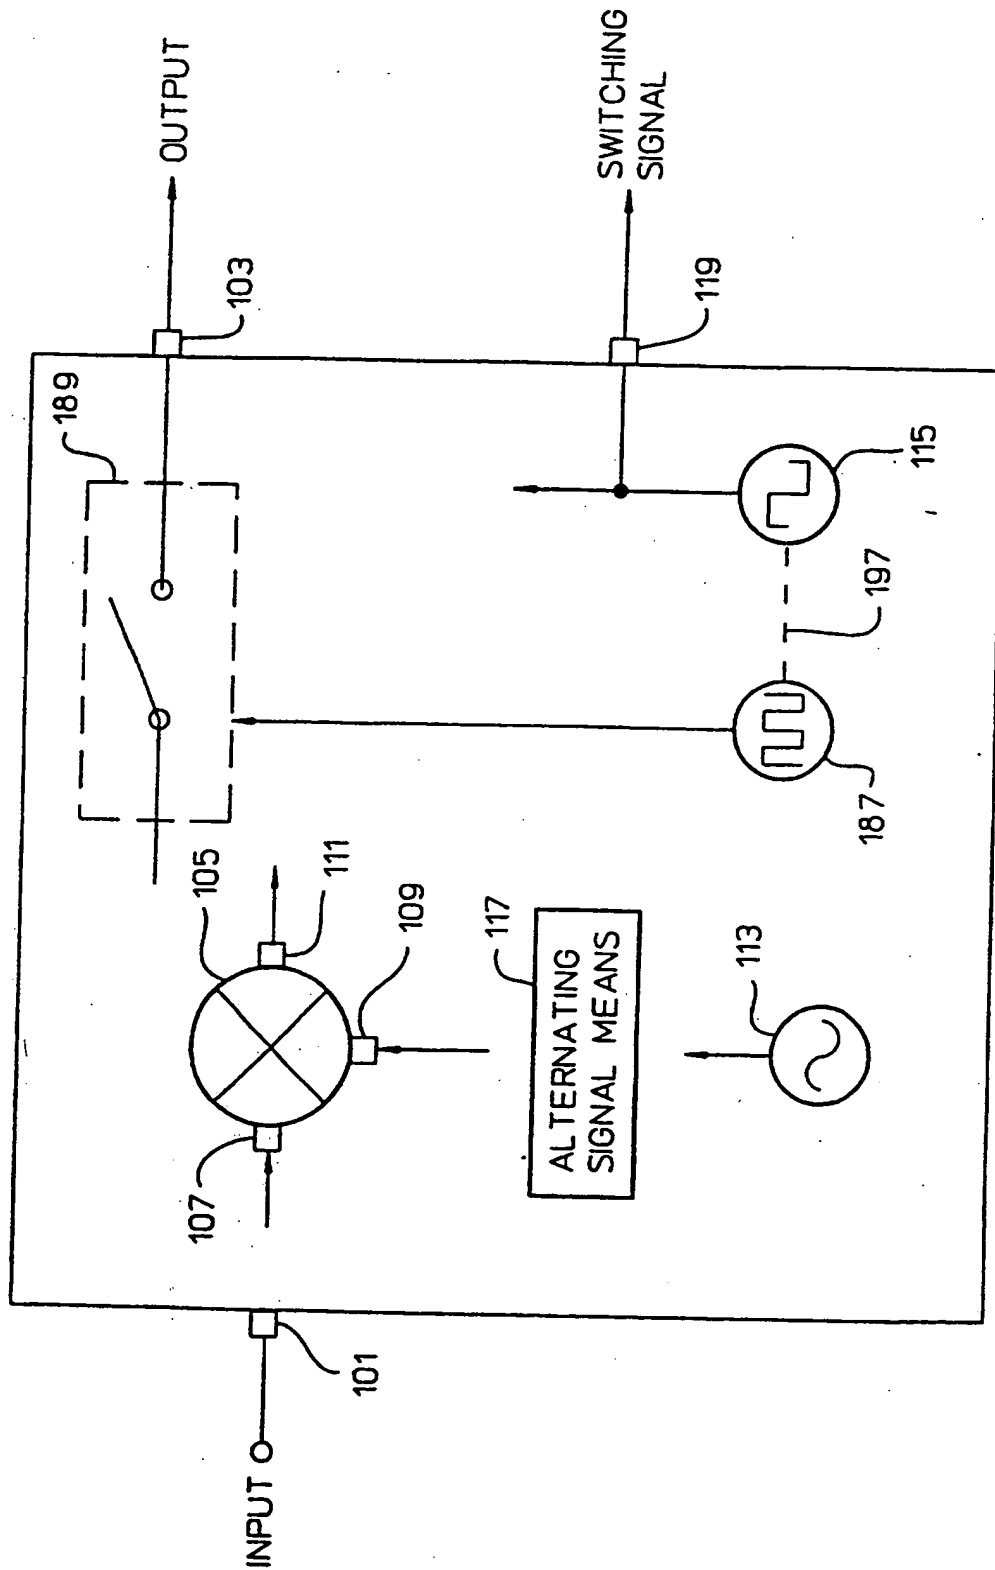 INPUT
101
107
105
111
109
117
ALTERNATING
SIGNAL MEANS
113
189
103
OUTPUT
119
SWITCHING
SIGNAL
187
197
115